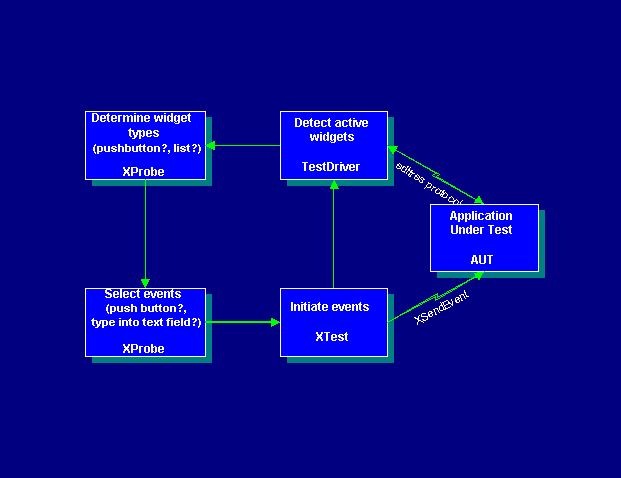 Determine widget
types
(pushbutton?, list?)
XProbe
Detect active
widgets
TestDriver
editres protocol
Application
Under Test
AUT
Select events
(push button?,
type into text field?)
XProbe
Initiate events
XTest
XSendEvent